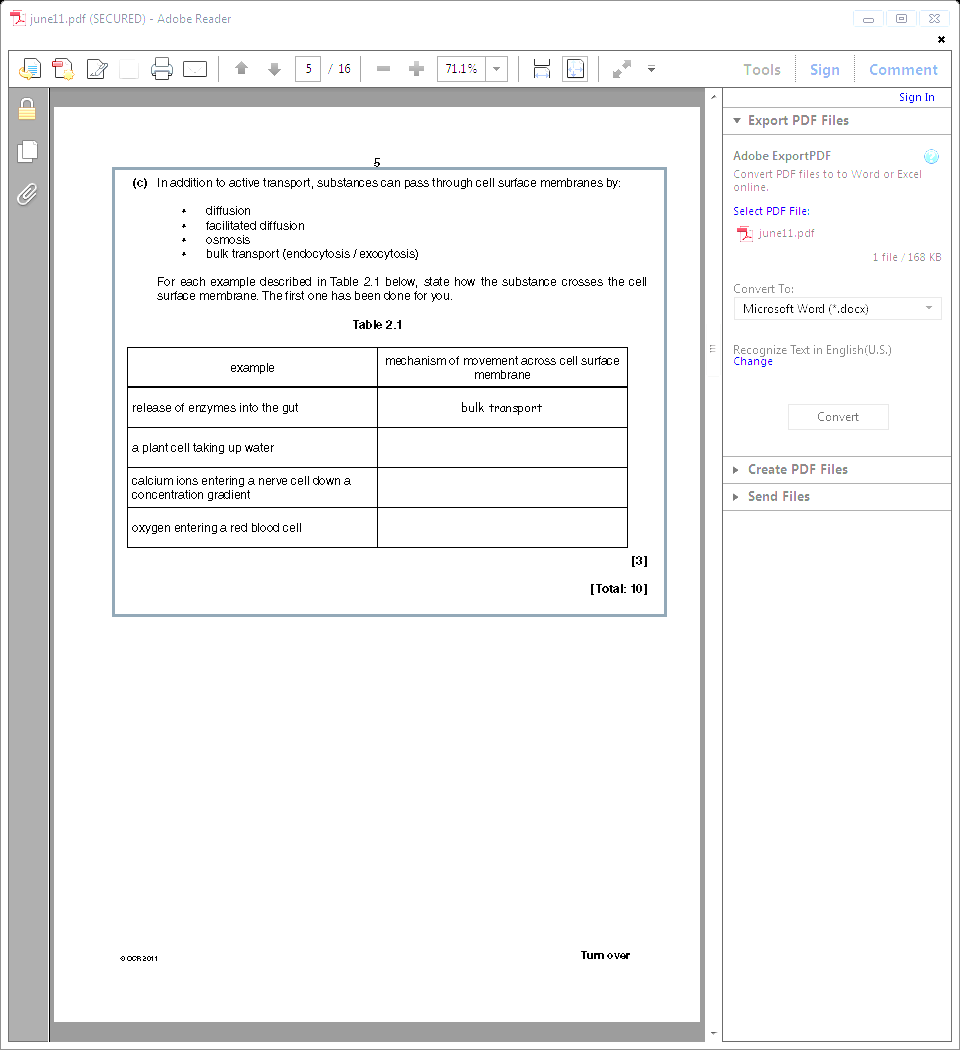 june11.pdf (SECURED) - Adobe Reader
5 / 16
71.1%
Tools
Sign
Comment
Sign In
Export PDF Files
Adobe ExportPDF
Convert PDF files to to Word or Excel
online.
Select PDF File:
june11.pdf
1 file / 168 KB
Convert To:
Microsoft Word (*.docx)
Recognize Text in English(U.S.)
Change
Convert
Create PDF Files
Send Files
5
(c) In addition to active transport, substances can pass through cell surface membranes by:
• diffusion
• facilitated diffusion
• osmosis
• bulk transport (endocytosis / exocytosis)
For each example described in Table 2.1 below, state how the substance crosses the cell
surface membrane. The first one has been done for you.
Table 2.1
example
mechanism of movement across cell surface
membrane
release of enzymes into the gut
bulk transport
a plant cell taking up water
calcium ions entering a nerve cell down a
concentration gradient
oxygen entering a red blood cell
[3]
[Total: 10]
© OCR 2011
Turn over